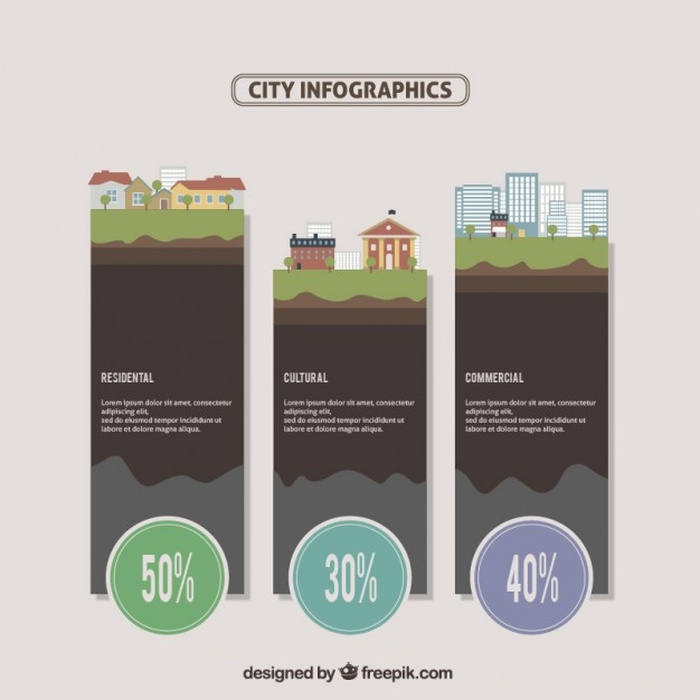 CITY INFOGRAPHICS
RESIDENTAL
Lorem ipsum dolor sit amet, consectetur
adipiscing elit,
sed do eiusmod tempor incididunt ut
labore et dolore magna aliqua.
50%
CULTURAL
Lorem ipsum dolor sit amet, consectetur
adipiscing elit,
sed do eiusmod tempor incididunt ut
labore et dolore magna aliqua.
30%
COMMERCIAL
Lorem ipsum dolor sit amet, consectetur
adipiscing elit,
sed do eiusmod tempor incididunt ut
labore et dolore magna aliqua.
40%
designed by freepik.com